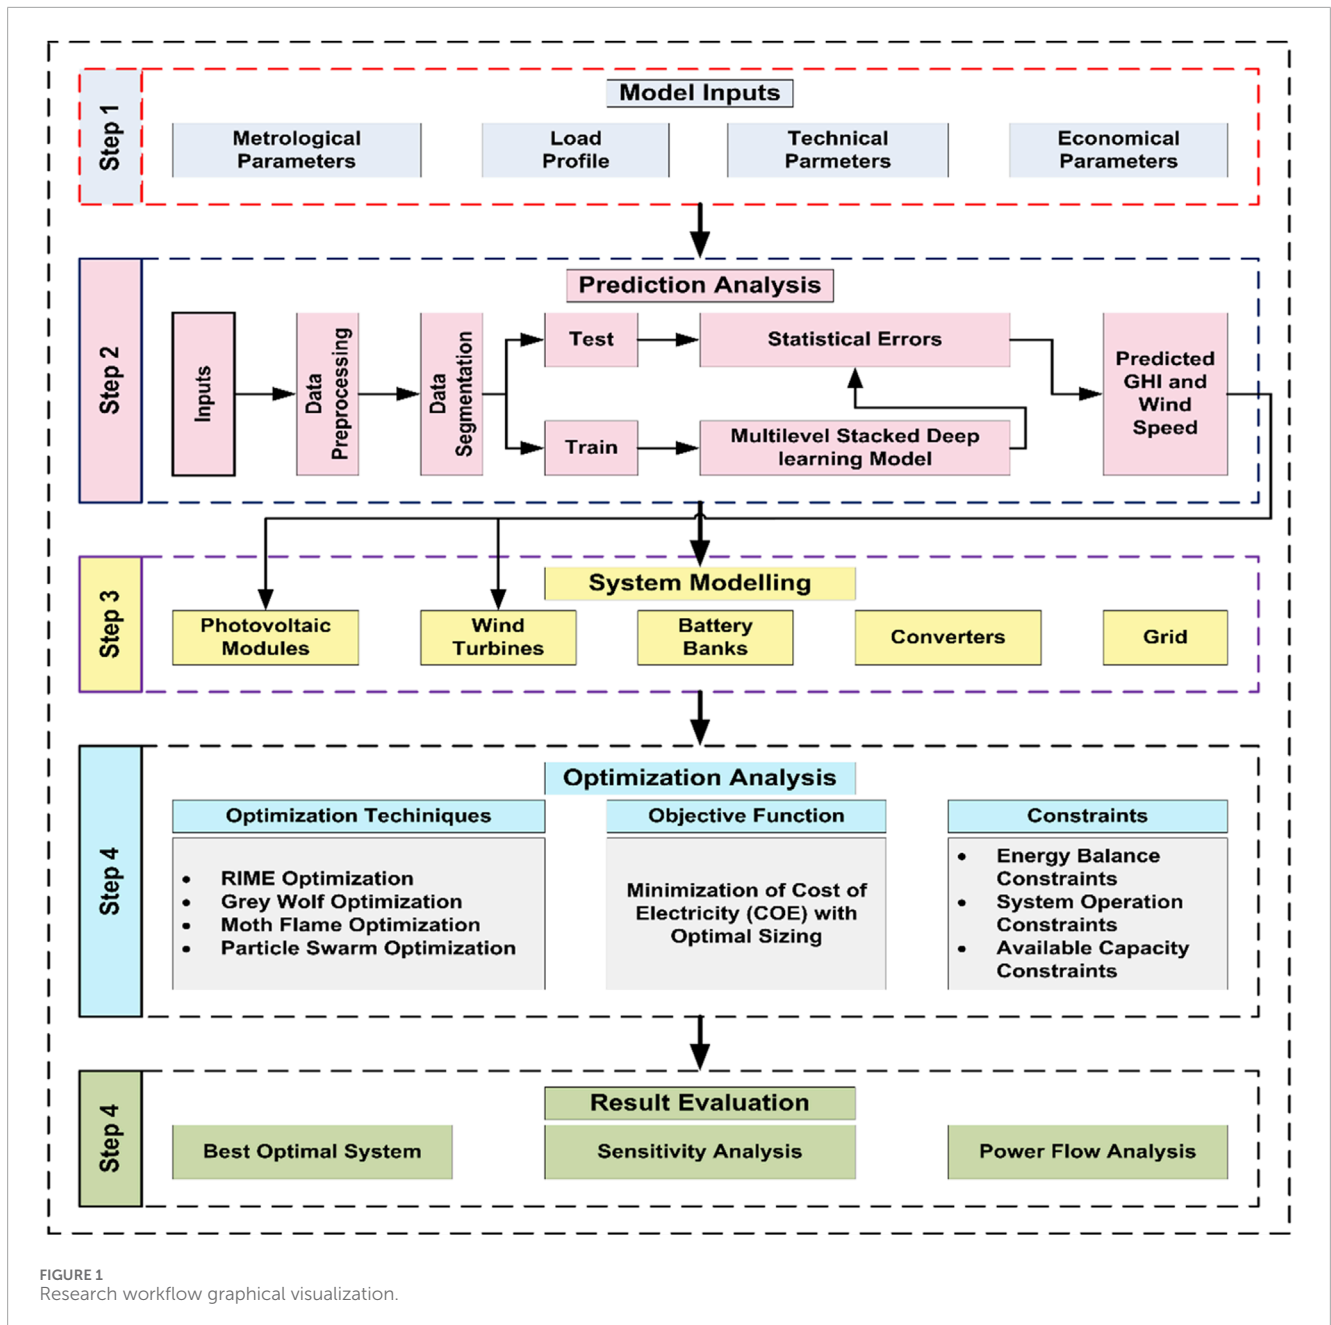 Step 1
Model Inputs
Metrological
Parameters
Load
Profile
Technical
Parmeters
Economical
Parameters
Step 2
Prediction Analysis
Inputs
Data
Preprocessing
Data
Segmentation
Test
Statistical Errors
Train
Multilevel Stacked Deep
learning Model
Predicted
GHI and
Wind
Speed
Step 3
System Modelling
Photovoltaic
Modules
Wind
Turbines
Battery
Banks
Converters
Grid
Step 4
Optimization Analysis
Optimization Techiniques
• RIME Optimization
• Grey Wolf Optimization
• Moth Flame Optimization
• Particle Swarm Optimization
Objective Function
Minimization of Cost of
Electricity (COE) with
Optimal Sizing
Constraints
• Energy Balance
Constraints
• System Operation
Constraints
• Available Capacity
Constraints
Step 4
Result Evaluation
Best Optimal System
Sensitivity Analysis
Power Flow Analysis
FIGURE 1
Research workflow graphical visualization.